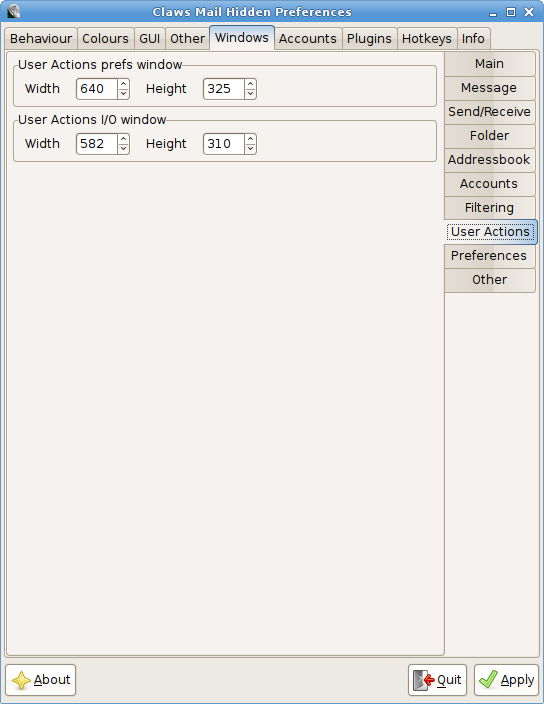 Claws Mail Hidden Preferences
Behaviour Colours GUI Other Windows Accounts Plugins Hotkeys Info
User Actions prefs window
Width 640 Height 325
User Actions I/O window
Width 582 Height 310
Main
Message
Send/Receive
Folder
Addressbook
Accounts
Filtering
User Actions
Preferences
Other
About Quit Apply